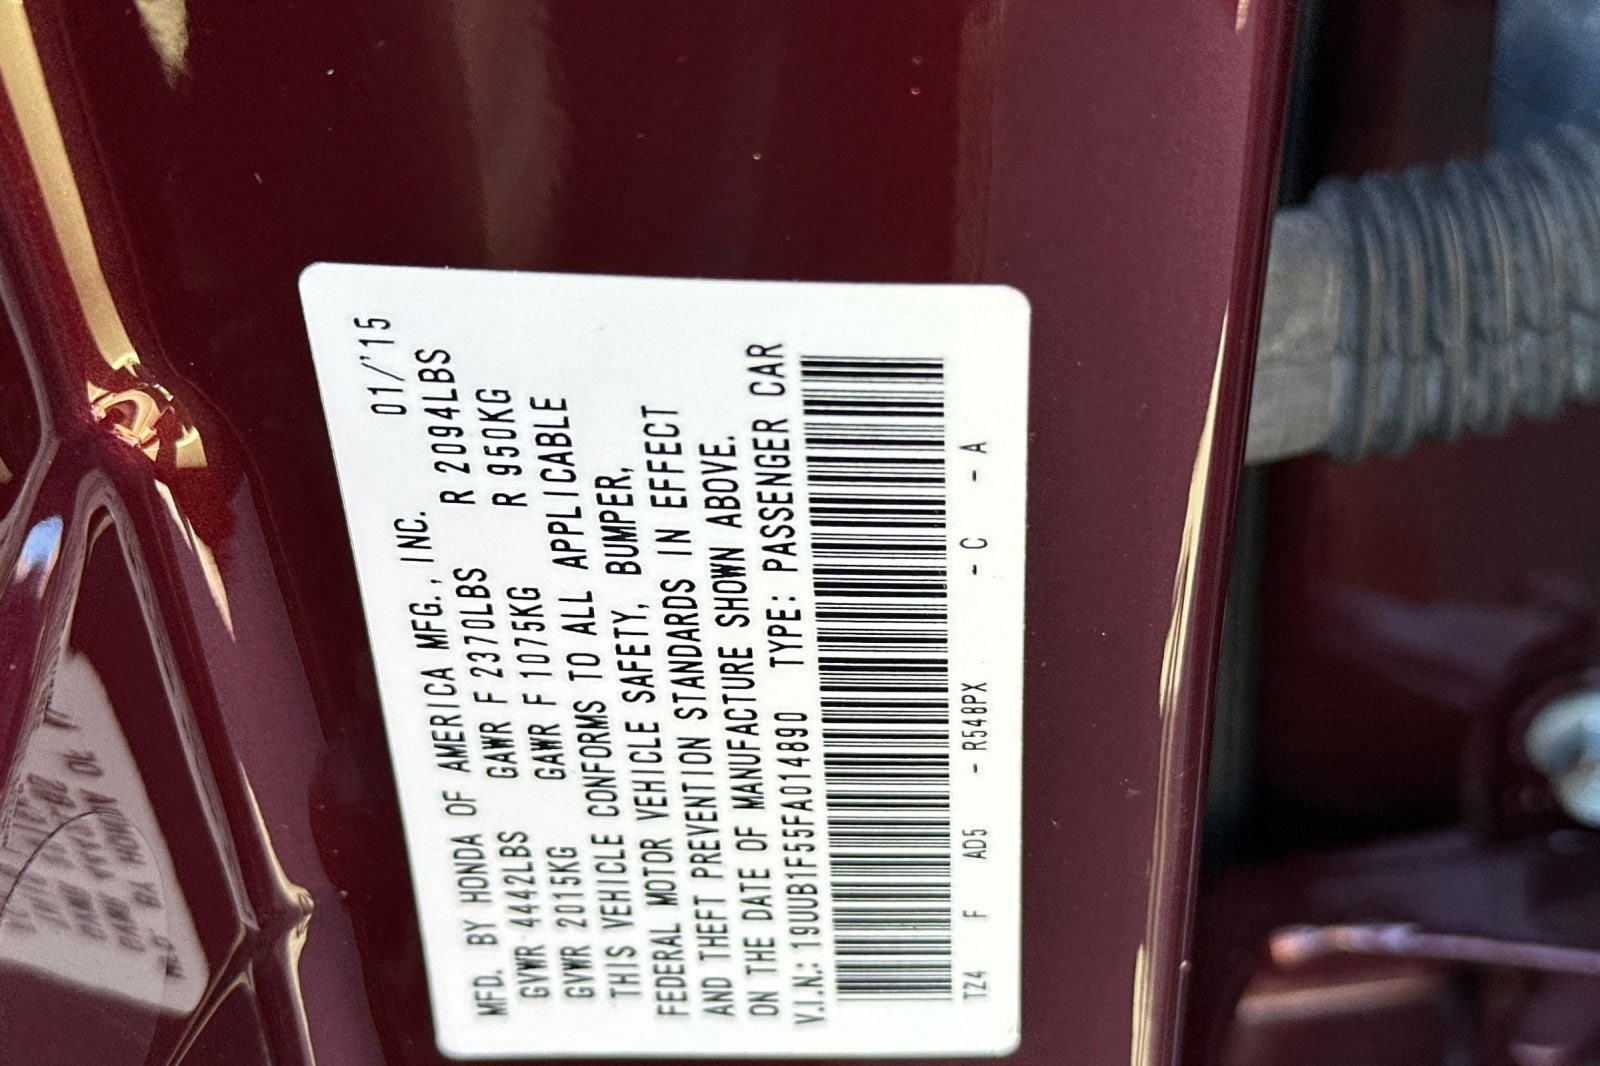 MFD. BY HONDA OF AMERICA MFG., INC. 01/'15
GVWR 4442LBS GAWR F 2370LBS R 2094LBS
GVWR 2015KG GAWR F 1075KG R 950KG
THIS VEHICLE CONFORMS TO ALL APPLICABLE
FEDERAL MOTOR VEHICLE SAFETY, BUMPER,
AND THEFT PREVENTION STANDARDS IN EFFECT
ON THE DATE OF MANUFACTURE SHOWN ABOVE.
V.I.N.: 19UUB1F55FA014890 TYPE: PASSENGER CAR
TZ4 F AD5 - R548PX - C - A